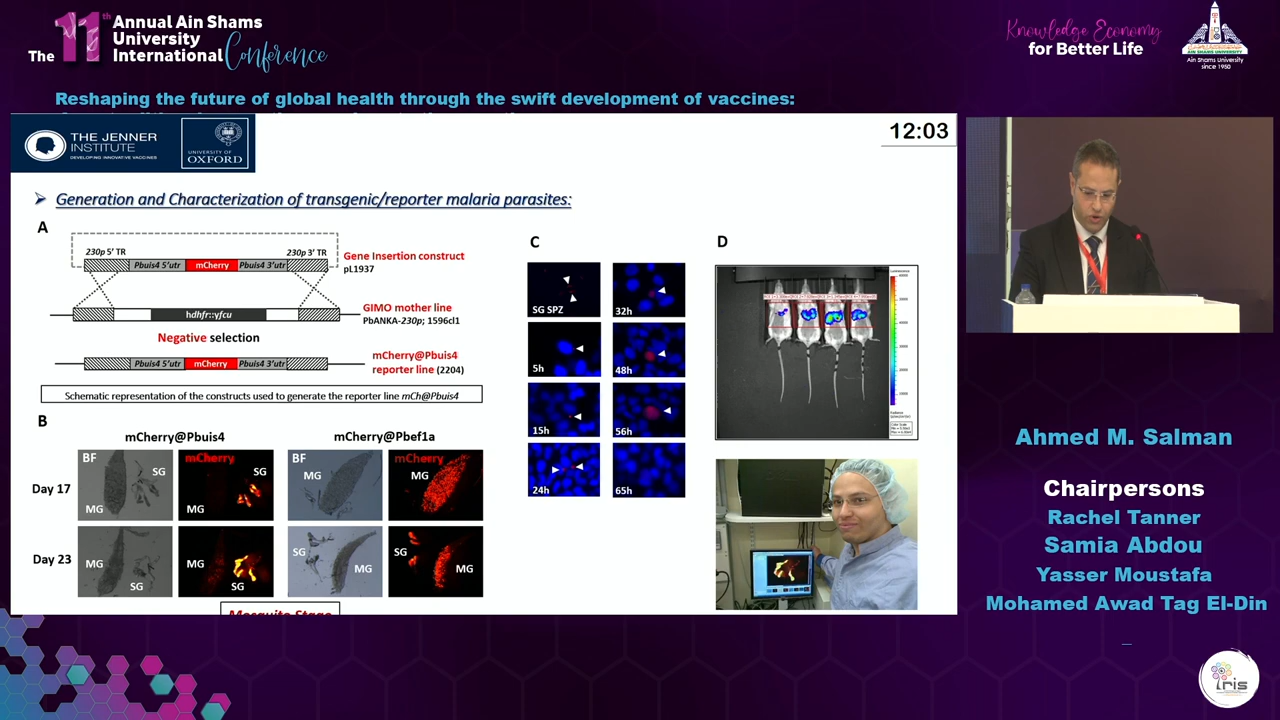 The 11th Annual Ain Shams
University
International Conference
Knowledge Economy
for Better Life
AIN SHAMS UNIVERSITY
Ain Shams University
since 1950
Reshaping the future of global health through the swift development of vaccines:
THE JENNER
INSTITUTE
DEVELOPING INNOVATIVE VACCINES
UNIVERSITY OF
OXFORD
12:03
➢ Generation and Characterization of transgenic/reporter malaria parasites:
A
230p 5' TR
230p 3' TR
Pbuis4 5'utr mCherry Pbuis4 3'utr
Gene Insertion construct
pL1937
hdhfr::yfcu
GIMO mother line
PbANKA-230p; 1596cl1
Negative selection
Pbuis4 5'utr mCherry Pbuis4 3'utr
mCherry@Pbuis4
reporter line (2204)
Schematic representation of the constructs used to generate the reporter line mCh@Pbuis4
B
mCherry@Pbuis4
mCherry@Pbef1a
Day 17
BF SG MG
mCherry SG MG
BF MG
mCherry MG
Day 23
MG SG
MG SG
SG MG
SG MG
Mosquito Stage
C
SG SPZ
32h
5h
48h
15h
56h
24h
65h
D
Luminescence
Ahmed M. Salman
Chairpersons
Rachel Tanner
Samia Abdou
Yasser Moustafa
Mohamed Awad Tag El-Din
iris